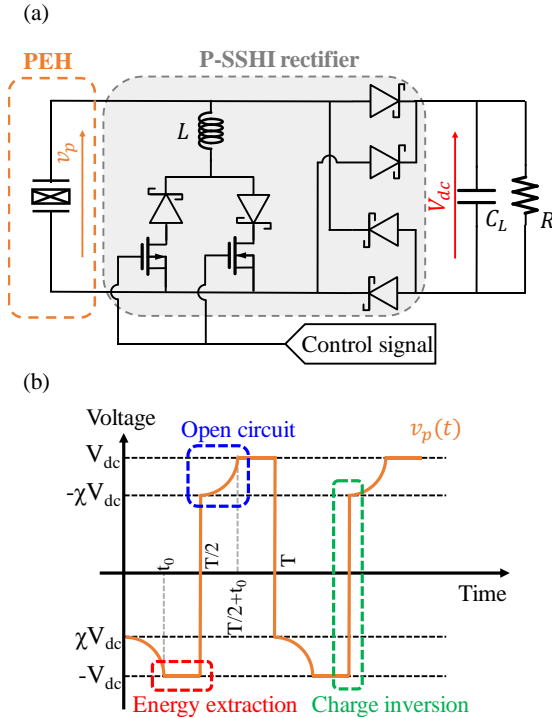 (a)
PEH
P-SSHI rectifier
L
v_p
V_dc
C_L
R
Control signal
(b)
Voltage
Open circuit
v_p(t)
V_dc
-χV_dc
t_0
T/2
T/2+t_0
T
Time
χV_dc
-V_dc
Energy extraction
Charge inversion